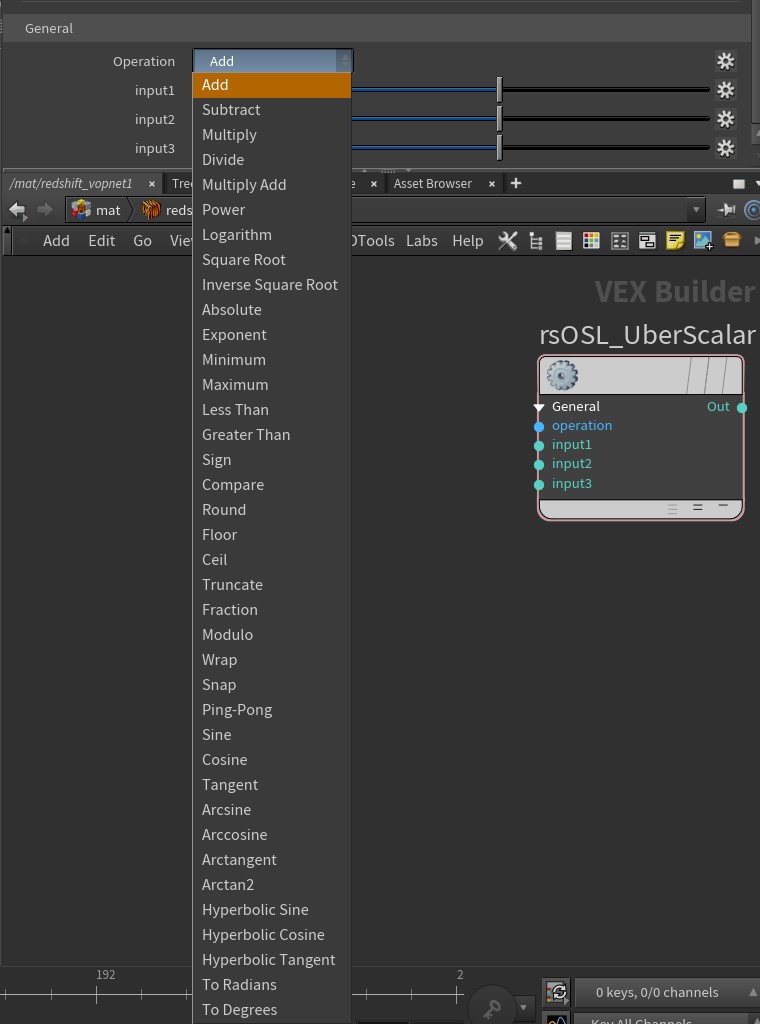 General
Operation
Add
input1
input2
input3
Add
Subtract
Multiply
Divide
Multiply Add
Power
Logarithm
Square Root
Inverse Square Root
Absolute
Exponent
Minimum
Maximum
Less Than
Greater Than
Sign
Compare
Round
Floor
Ceil
Truncate
Fraction
Modulo
Wrap
Snap
Ping-Pong
Sine
Cosine
Tangent
Arcsine
Arccosine
Arctangent
Arctan2
Hyperbolic Sine
Hyperbolic Cosine
Hyperbolic Tangent
To Radians
To Degrees
/mat/redshift_vopnet1 × Tree e × Asset Browser × +
mat reds
Add Edit Go View DTools Labs Help
VEX Builder
rsOSL_UberScalar
General Out
operation
input1
input2
input3
192 2
0 keys, 0/0 channels
Key All Channels